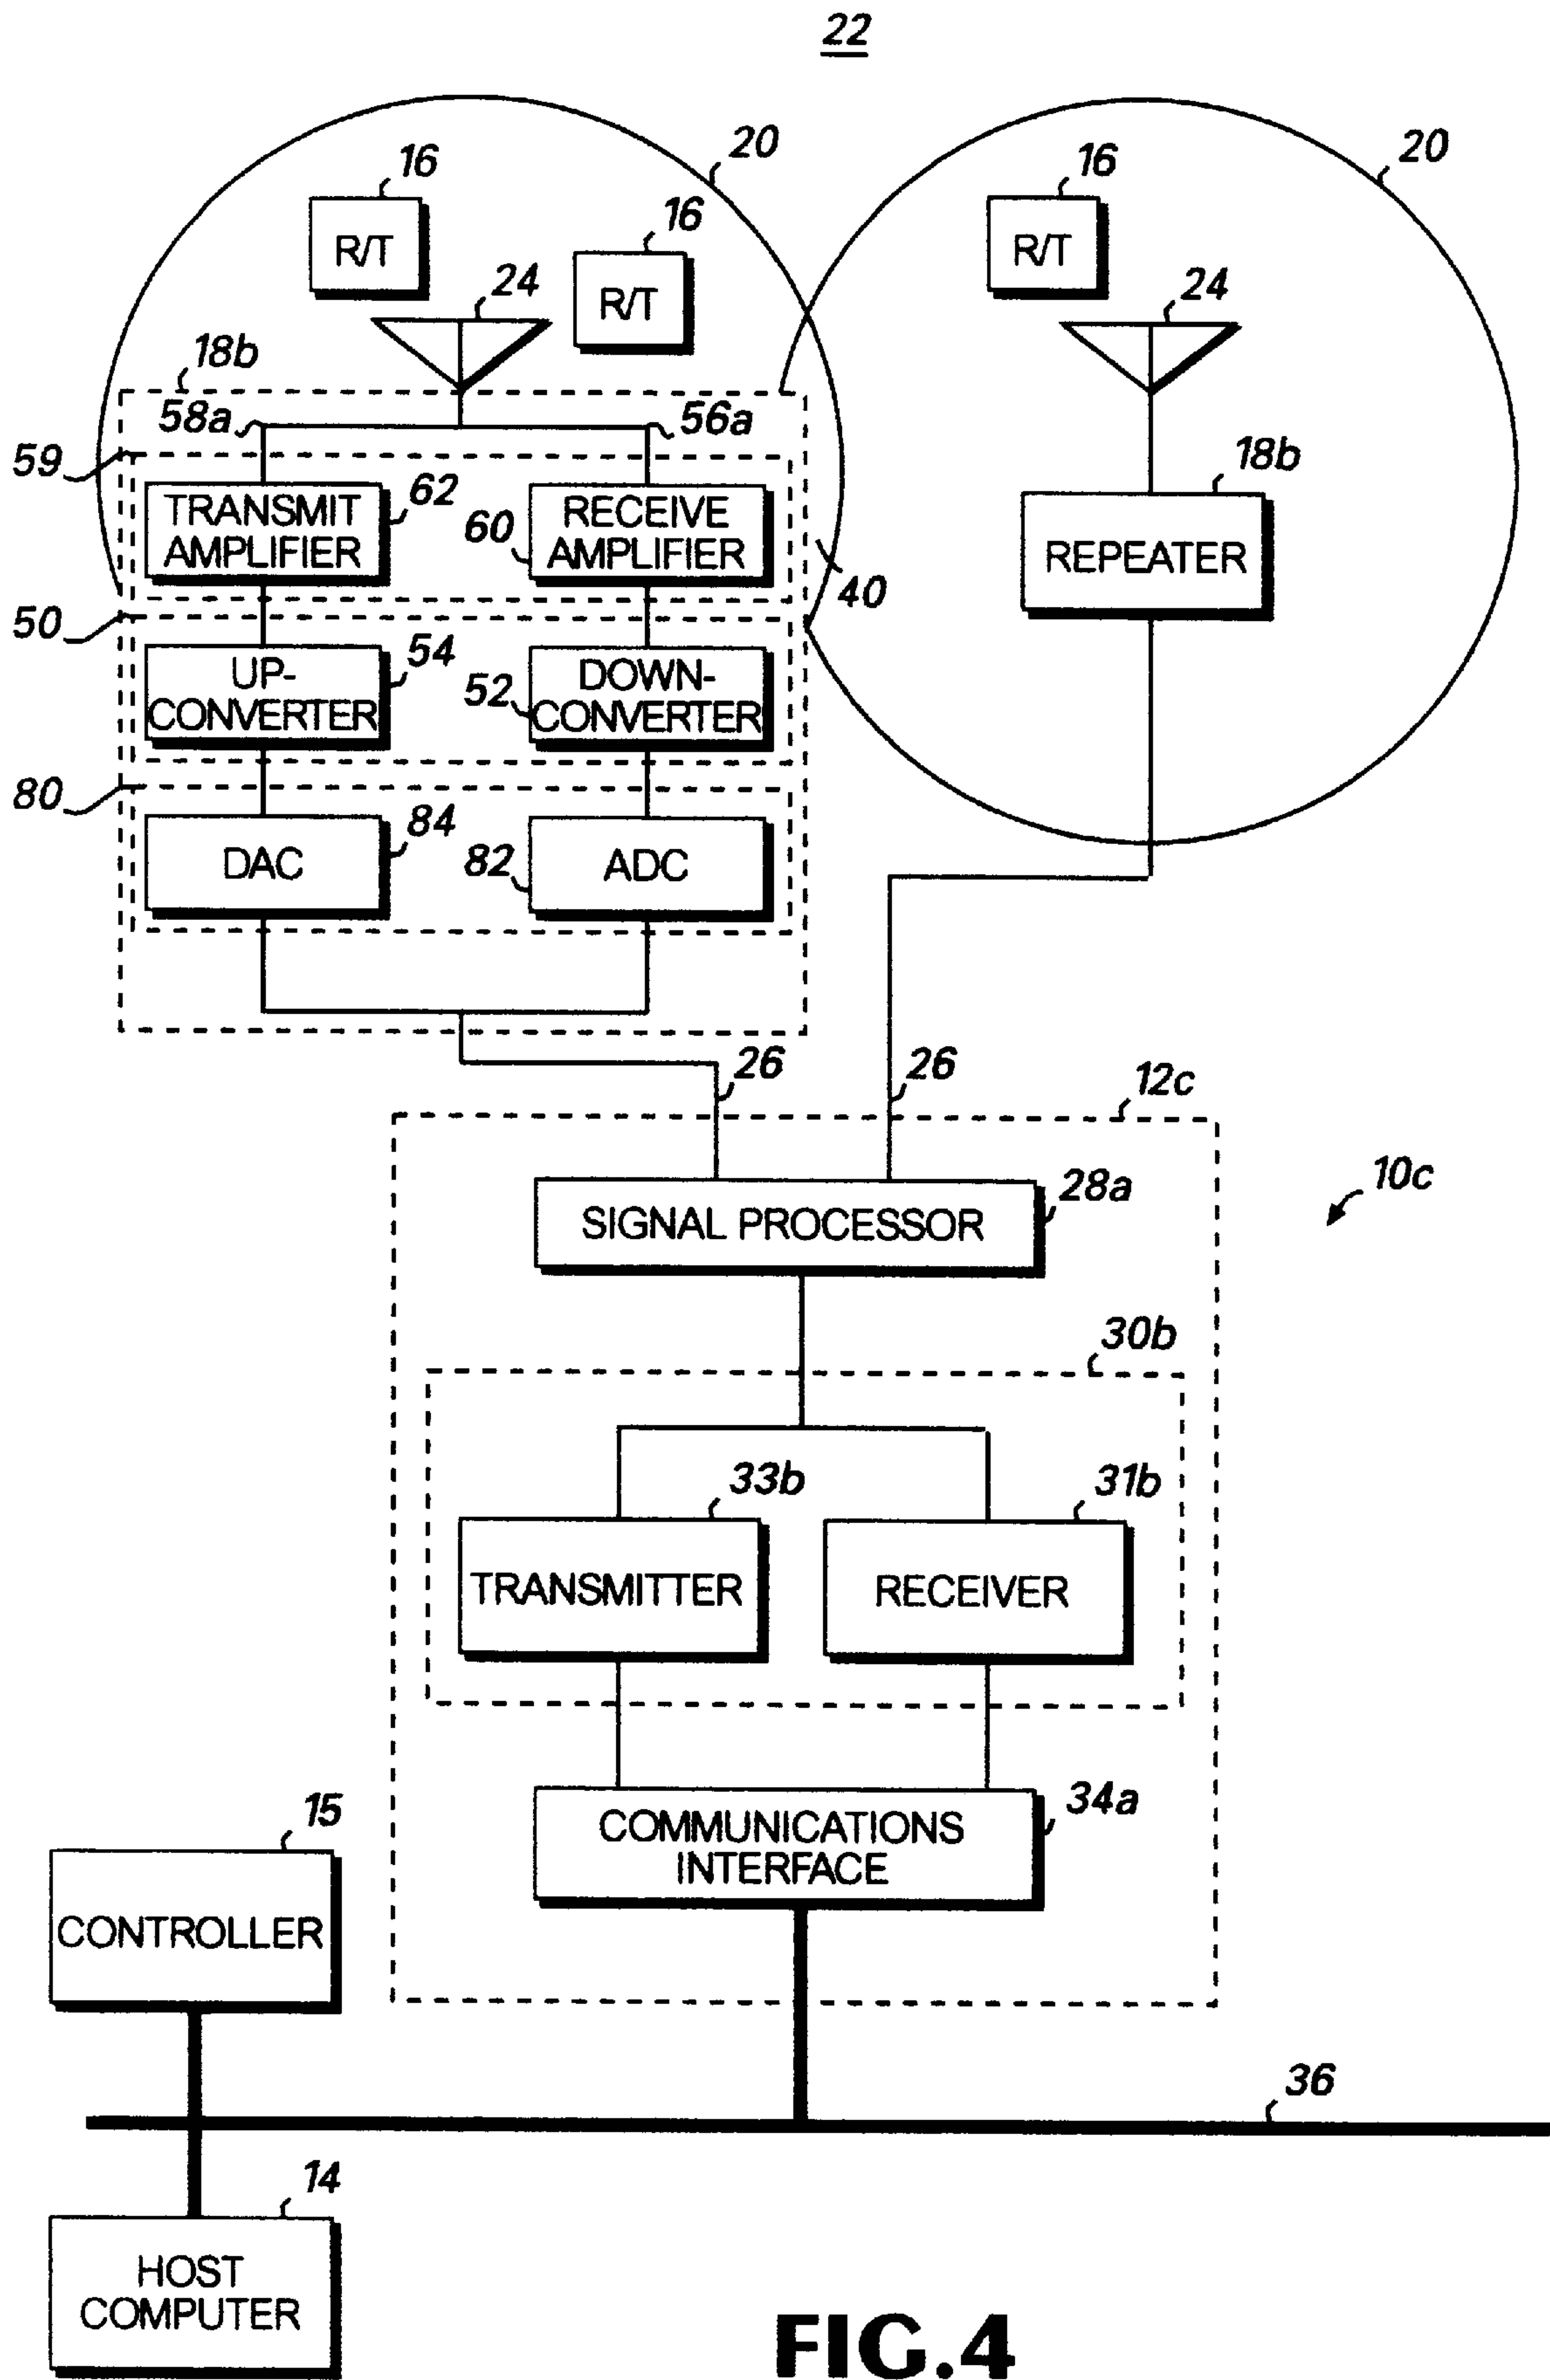 22
20
20
16
R/T
16
R/T
16
R/T
24
24
18b
58a
56a
59
TRANSMIT
AMPLIFIER
62
60
RECEIVE
AMPLIFIER
40
18b
REPEATER
50
UP-
CONVERTER
54
52
DOWN-
CONVERTER
80
DAC
84
82
ADC
26
26
12c
10c
SIGNAL PROCESSOR
28a
30b
33b
31b
TRANSMITTER
RECEIVER
COMMUNICATIONS
INTERFACE
34a
15
CONTROLLER
36
14
HOST
COMPUTER
FIG.4